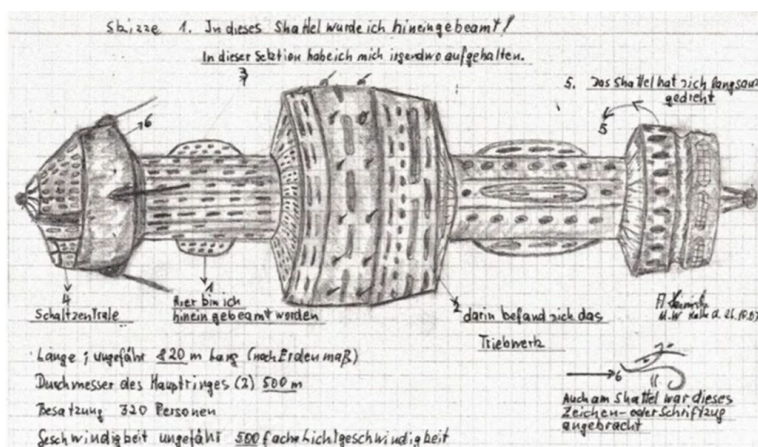 Skizze 1. In dieses Shattel wurde ich hineingebeamt!
In dieser Sektion habe ich mich irgendwo aufgehalten.
3
5. Das Shattel hat sich langsam
gedreht
5
6
4
Schaltzentrale
1
Hier bin ich
hineingebeamt worden
2
darin befand sich das
Triebwerk
Länge; ungefähr 820 m lang (nach Erdenmaß)
Durchmesser des Hauptringes (2) 500 m
Besatzung 320 Personen
Geschwindigkeit ungefähr 500 fache Lichtgeschwindigkeit
6
Auch am Shattel war dieses
Zeichen- oder Schriftzug
angebracht